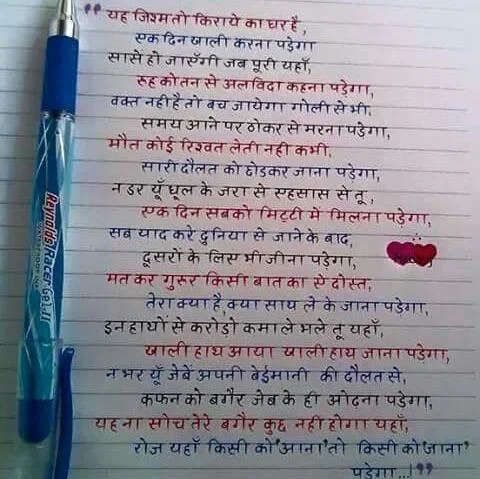 "यह जिश्म तो किराये का घर है,
एक दिन खाली करना पड़ेगा
सासे हो जाएँगी जब पूरी यहाँ,
रूह को तन से अलविदा कहना पड़ेगा,
वक्त नही है तो बच जायेगा गोली से भी,
समय आने पर ठोकर से मरना पड़ेगा,
मौत कोई रिश्वत लेती नही कभी,
सारी दौलत को छोड़कर जाना पड़ेगा,
न डर यूँ धूल के जरा से एहसास से तू,
एक दिन सबको मिट्टी में मिलना पड़ेगा,
सब याद करे दुनिया से जाने के बाद,
दूसरों के लिए भी जीना पड़ेगा,
मत कर गुरूर किसी बात का ऐ दोस्त,
तेरा क्या है, क्या साथ ले के जाना पड़ेगा,
इन हाथों से करोड़ो कमा ले भले तू यहाँ,
खाली हाथ आया खाली हाथ जाना पड़ेगा,
न भर यूँ जेबें अपनी बेईमानी की दौलत से,
कफन को बगैर जेब के ही ओढ़ना पड़ेगा,
यह ना सोच तेरे बगैर कुछ नहीं होगा यहाँ,
रोज यहाँ किसी को 'आना' तो किसी को 'जाना'
पड़ेगा...!"
Reynolds Racer Gel